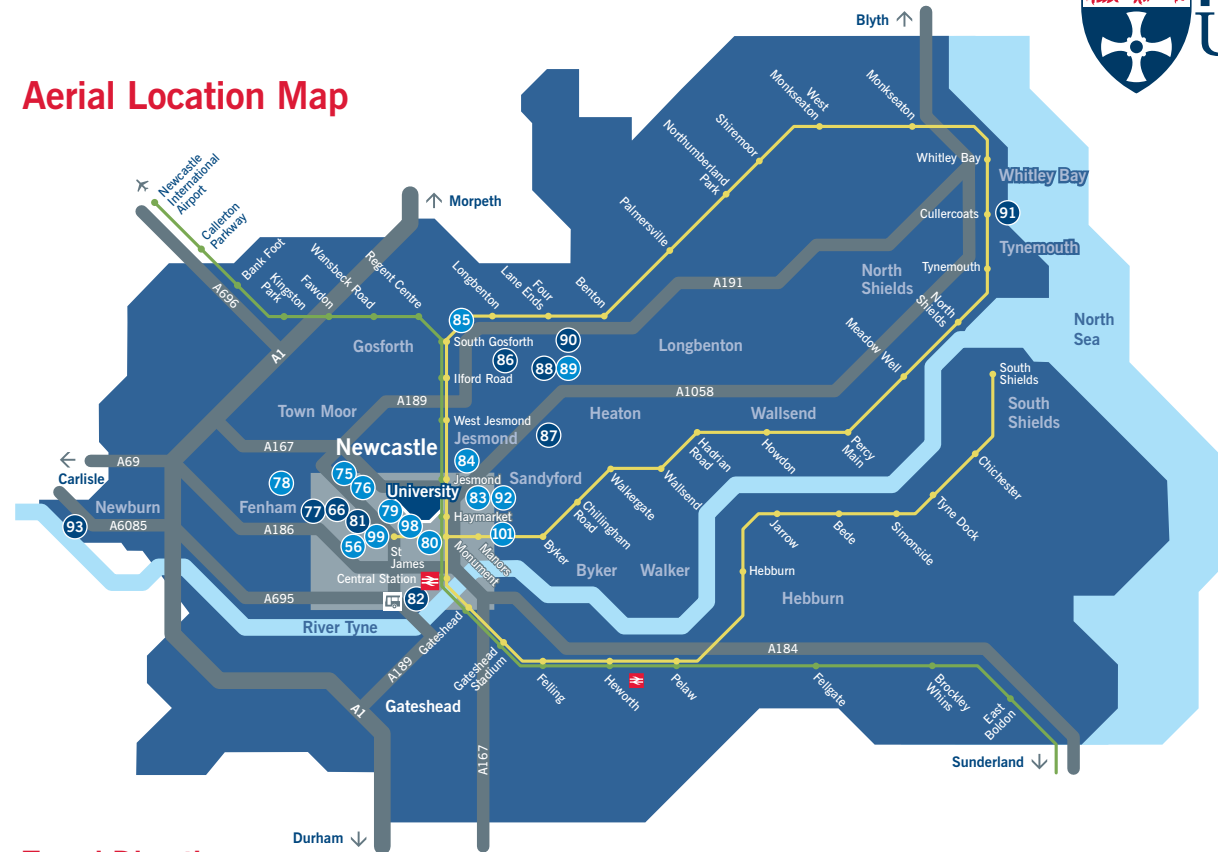 Blyth
Aerial Location Map
West
Monkseaton
Monkseaton
Shiremoor
Northumberland
Park
Whitley Bay
Whitley Bay
Newcastle
International
Airport
Morpeth
Callerton
Parkway
Palmersville
Cullercoats
91
Tynemouth
Bank Foot
Kingston
Park
Fawdon
Wansbeck Road
Regent Centre
Longbenton
Four
Lane Ends
Benton
Tynemouth
North
Shields
A696
A191
North
Shields
North
Sea
85
A1
Gosforth
South Gosforth
90
Longbenton
Meadow Well
86
88
89
Ilford Road
South
Shields
A1058
A189
Town Moor
West Jesmond
Heaton
Wallsend
South
Shields
A167
Newcastle
Jesmond
87
Hadrian
Road
Howdon
Percy
Main
A69
Carlisle
84
75
Jesmond
Sandyford
Chichester
78
76
University
83
92
Walkergate
Wallsend
Newburn
Fenham
77
66
79
Tyne Dock
93
A6085
A186
81
98
Haymarket
Chillingham
Road
Simonside
56
99
80
101
Byker
Jarrow
Bede
St
James
Monument
Manors
Central Station
Byker
Walker
Hebburn
A695
82
Hebburn
River Tyne
Gateshead
A184
A189
Gateshead
Stadium
Felling
Heworth
Pelaw
Fellgate
Brockley
Whins
East
Boldon
A1
Gateshead
A167
Sunderland
Durham